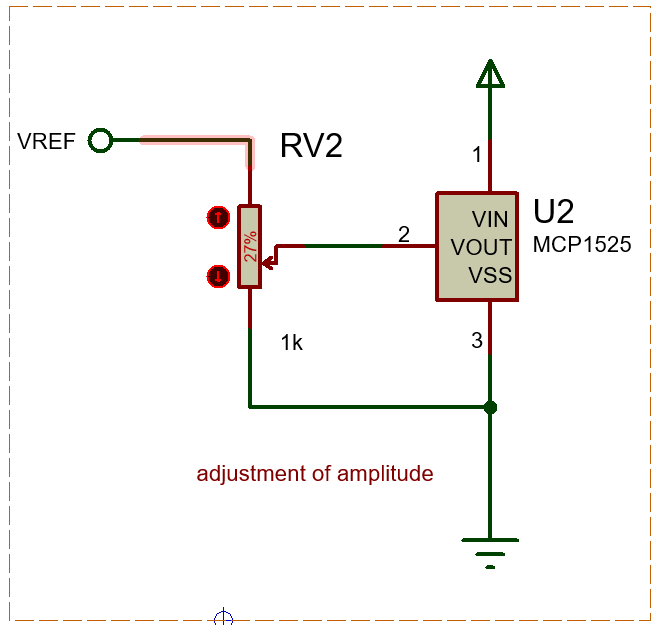 VREF
RV2
1
27%
VIN
VOUT
VSS
U2
MCP1525
2
1k
3
adjustment of amplitude